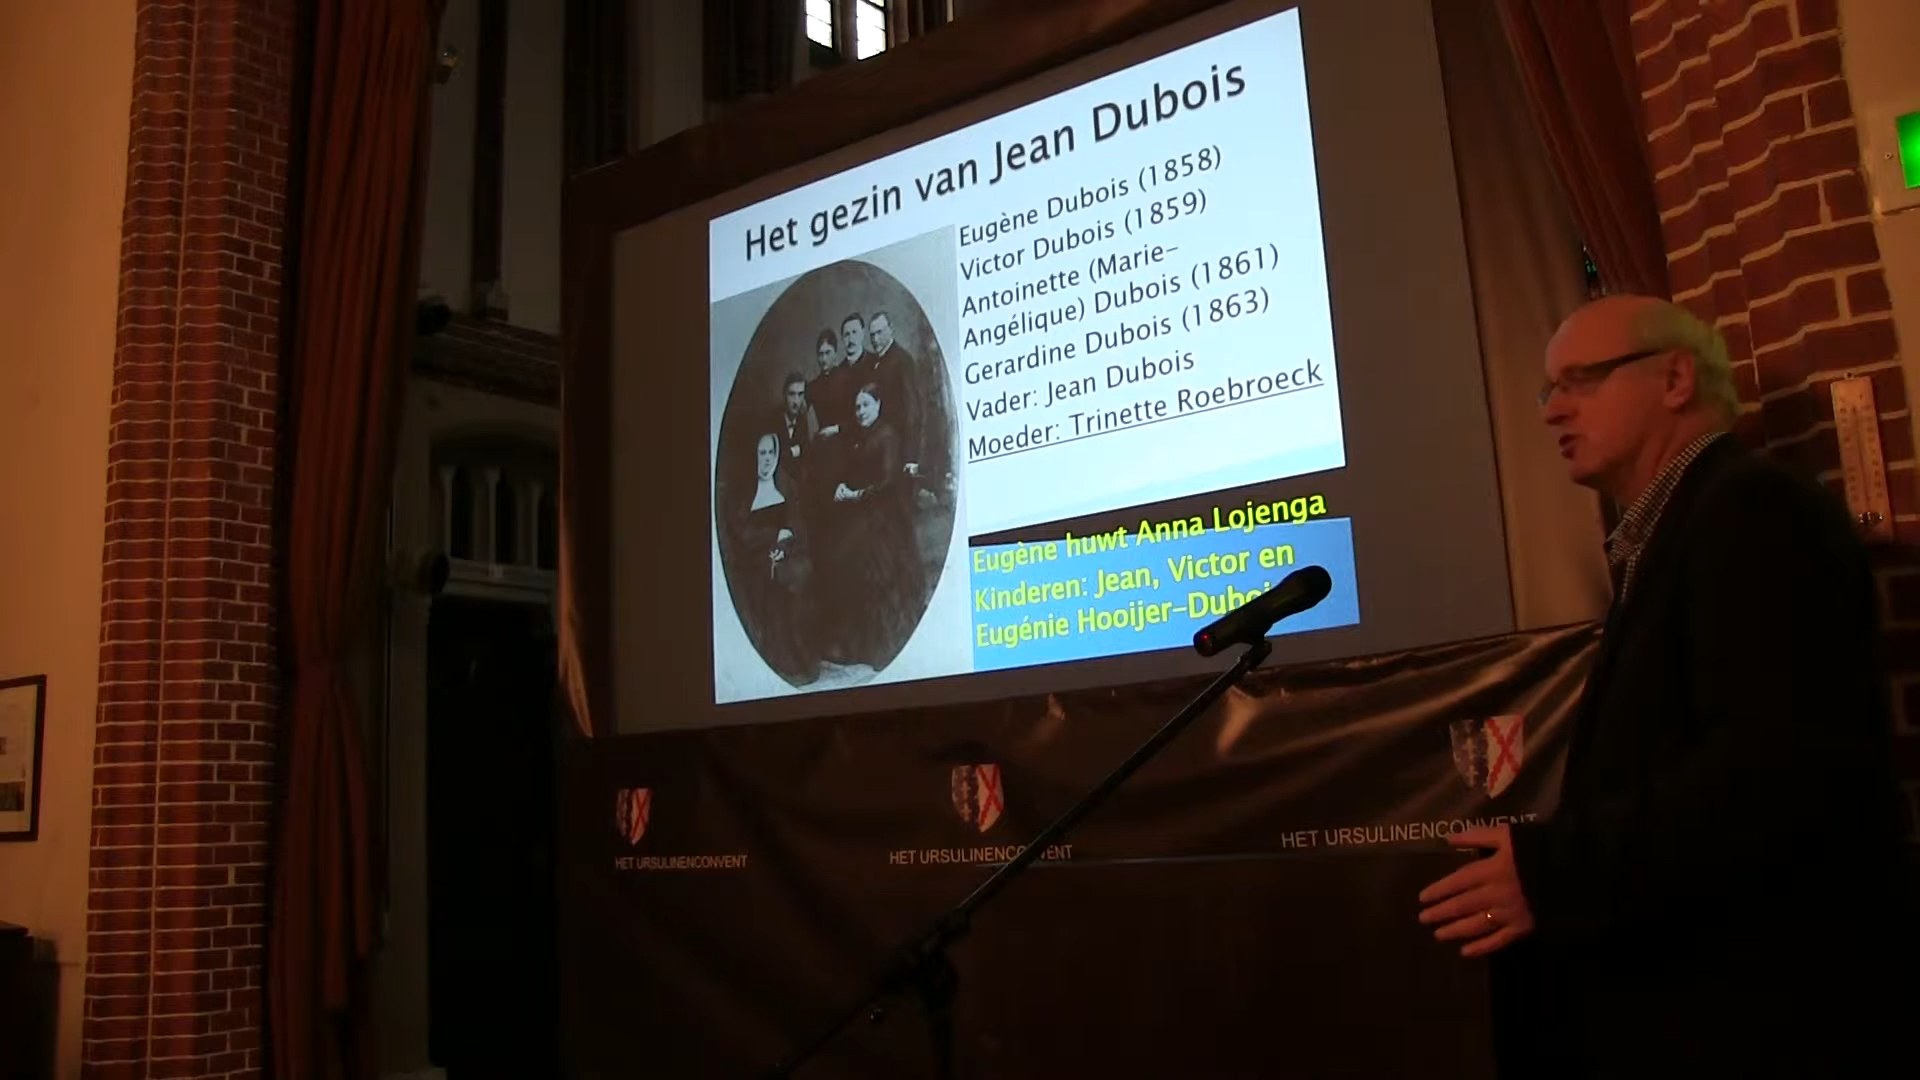 Het gezin van Jean Dubois
Eugène Dubois (1858)
Victor Dubois (1859)
Antoinette (Marie-
Angélique) Dubois (1861)
Gerardine Dubois (1863)
Vader: Jean Dubois
Moeder: Trinette Roebroeck
Eugène huwt Anna Lojenga
Kinderen: Jean, Victor en
Eugénie Hooijer-Dubois
HET URSULINENCONVENT
HET URSULINENCONVENT
HET URSULINENCONVENT